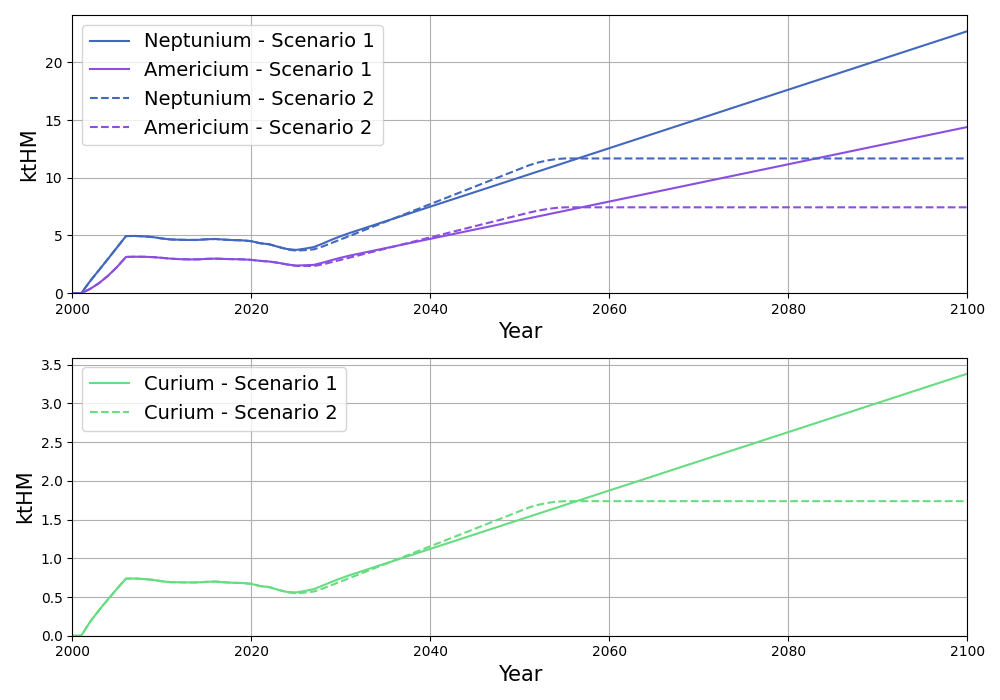 ktHM
20
15
10
5
0
Neptunium - Scenario 1
Americium - Scenario 1
Neptunium - Scenario 2
Americium - Scenario 2
2000 2020 2040 2060 2080 2100
Year
ktHM
3.5
3.0
2.5
2.0
1.5
1.0
0.5
0.0
Curium - Scenario 1
Curium - Scenario 2
2000 2020 2040 2060 2080 2100
Year